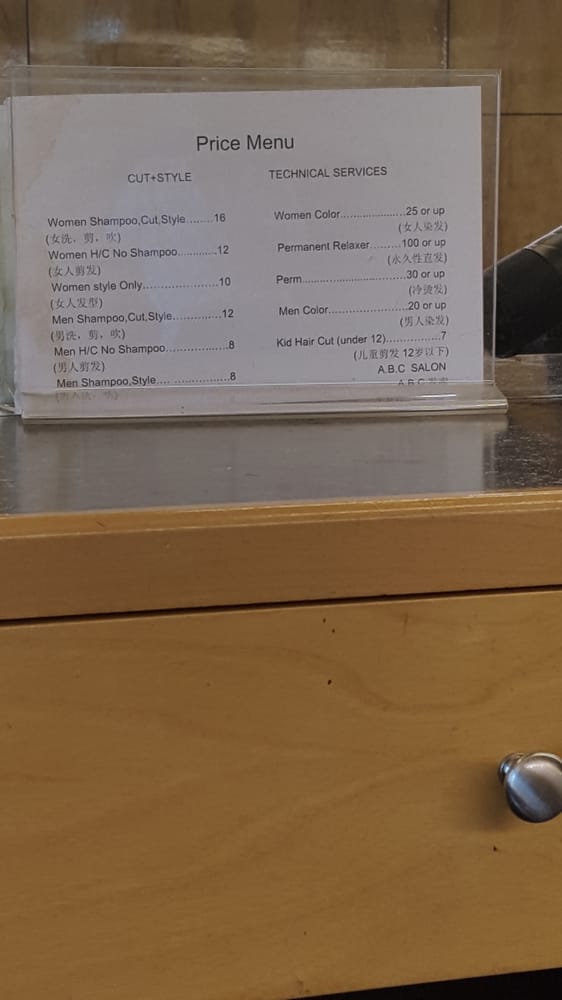 Price Menu
CUT+STYLE
Women Shampoo,Cut,Style........16
(女洗，剪，吹)
Women H/C No Shampoo............12
(女人剪发)
Women style Only.......................10
(女人发型)
Men Shampoo,Cut,Style..............12
(男洗，剪，吹)
Men H/C No Shampoo...................8
(男人剪发)
Men Shampoo,Style.... .................8
TECHNICAL SERVICES
Women Color......................25 or up
(女人染发)
Permanent Relaxer.........100 or up
(永久性直发)
Perm....................................30 or up
(冷烫发)
Men Color...........................20 or up
(男人染发)
Kid Hair Cut (under 12)................7
(儿童剪发 12岁以下)
A.B.C SALON